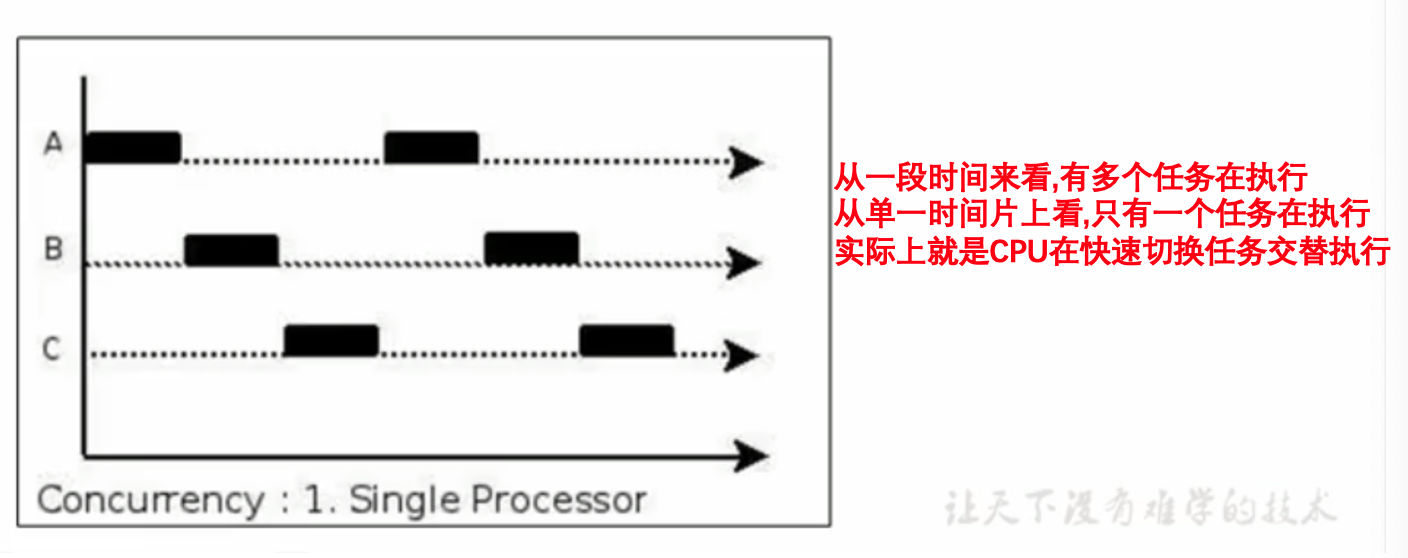 A
从一段时间来看,有多个任务在执行
从单一时间片上看,只有一个任务在执行
B
实际上就是CPU在快速切换任务交替执行
C
Concurrency : 1. Single Processor
让天下没有难学的技术